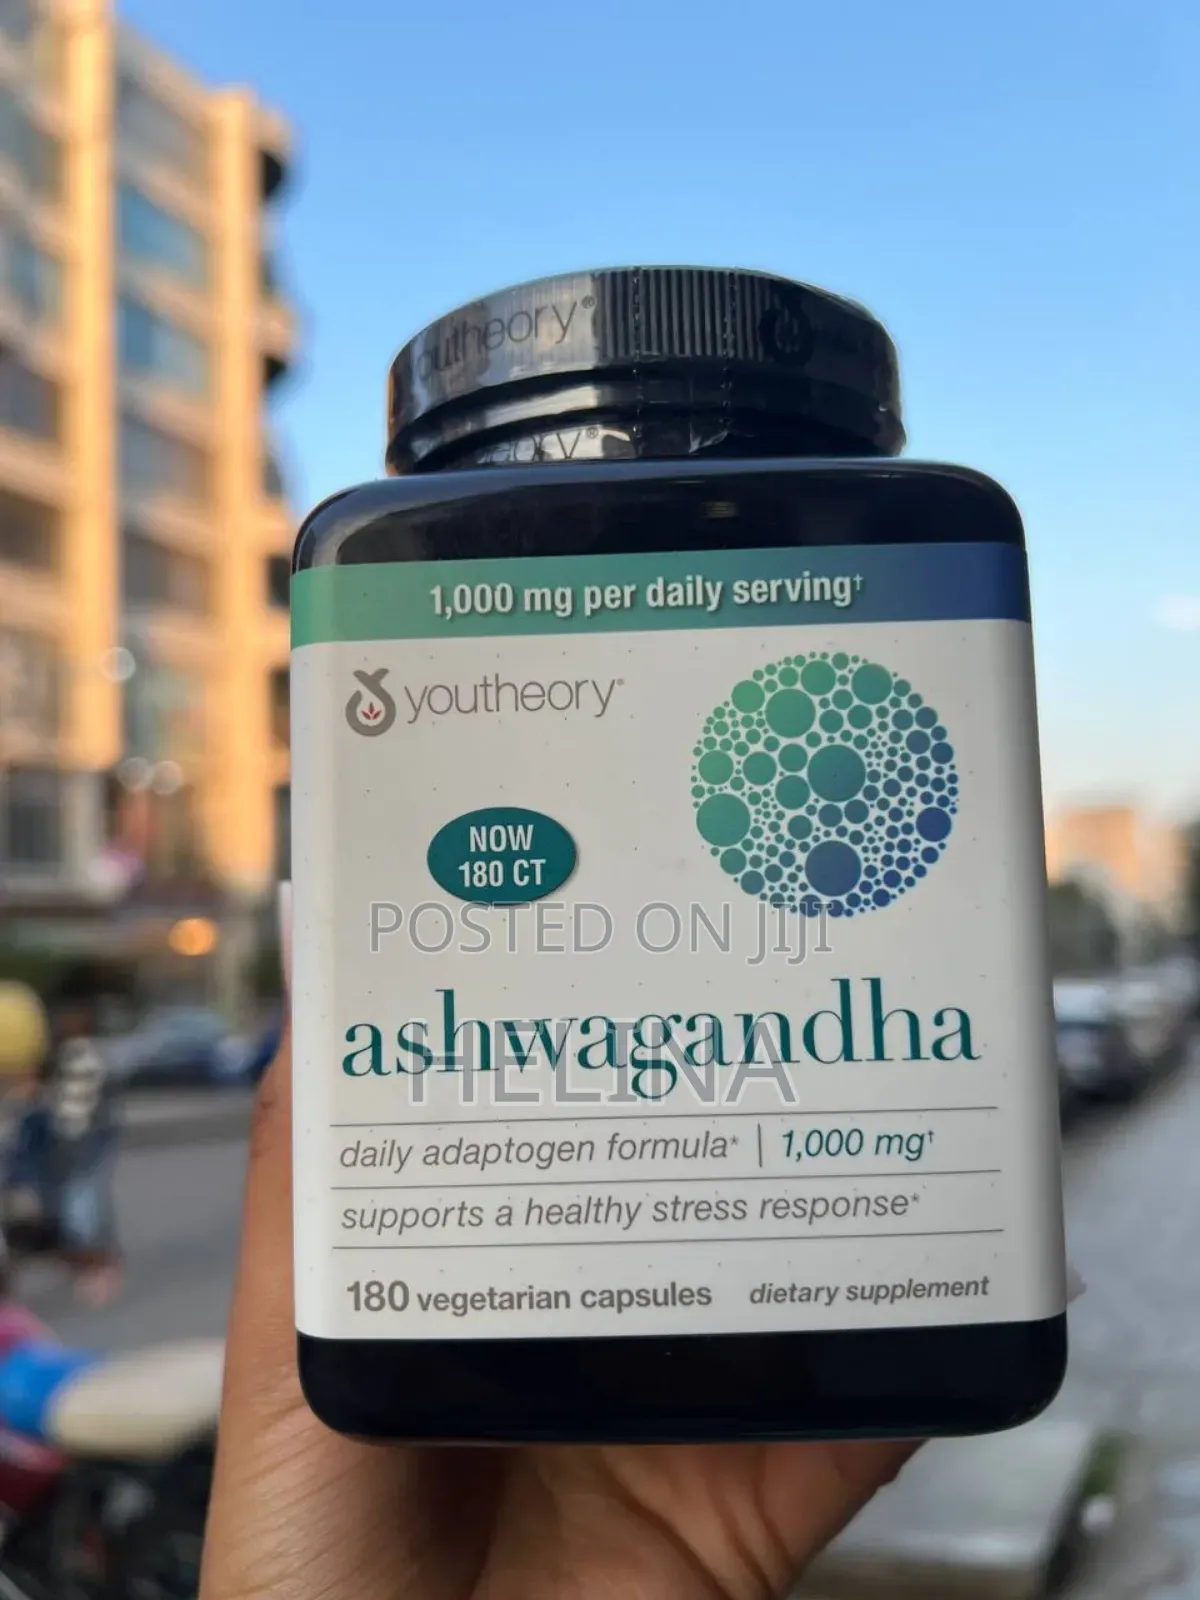 youtheory®
eory®
1,000 mg per daily serving†
youtheory®
NOW
180 CT
POSTED ON JIJI
ashwagandha
HELINA
daily adaptogen formula* | 1,000 mg†
supports a healthy stress response*
180 vegetarian capsules dietary supplement